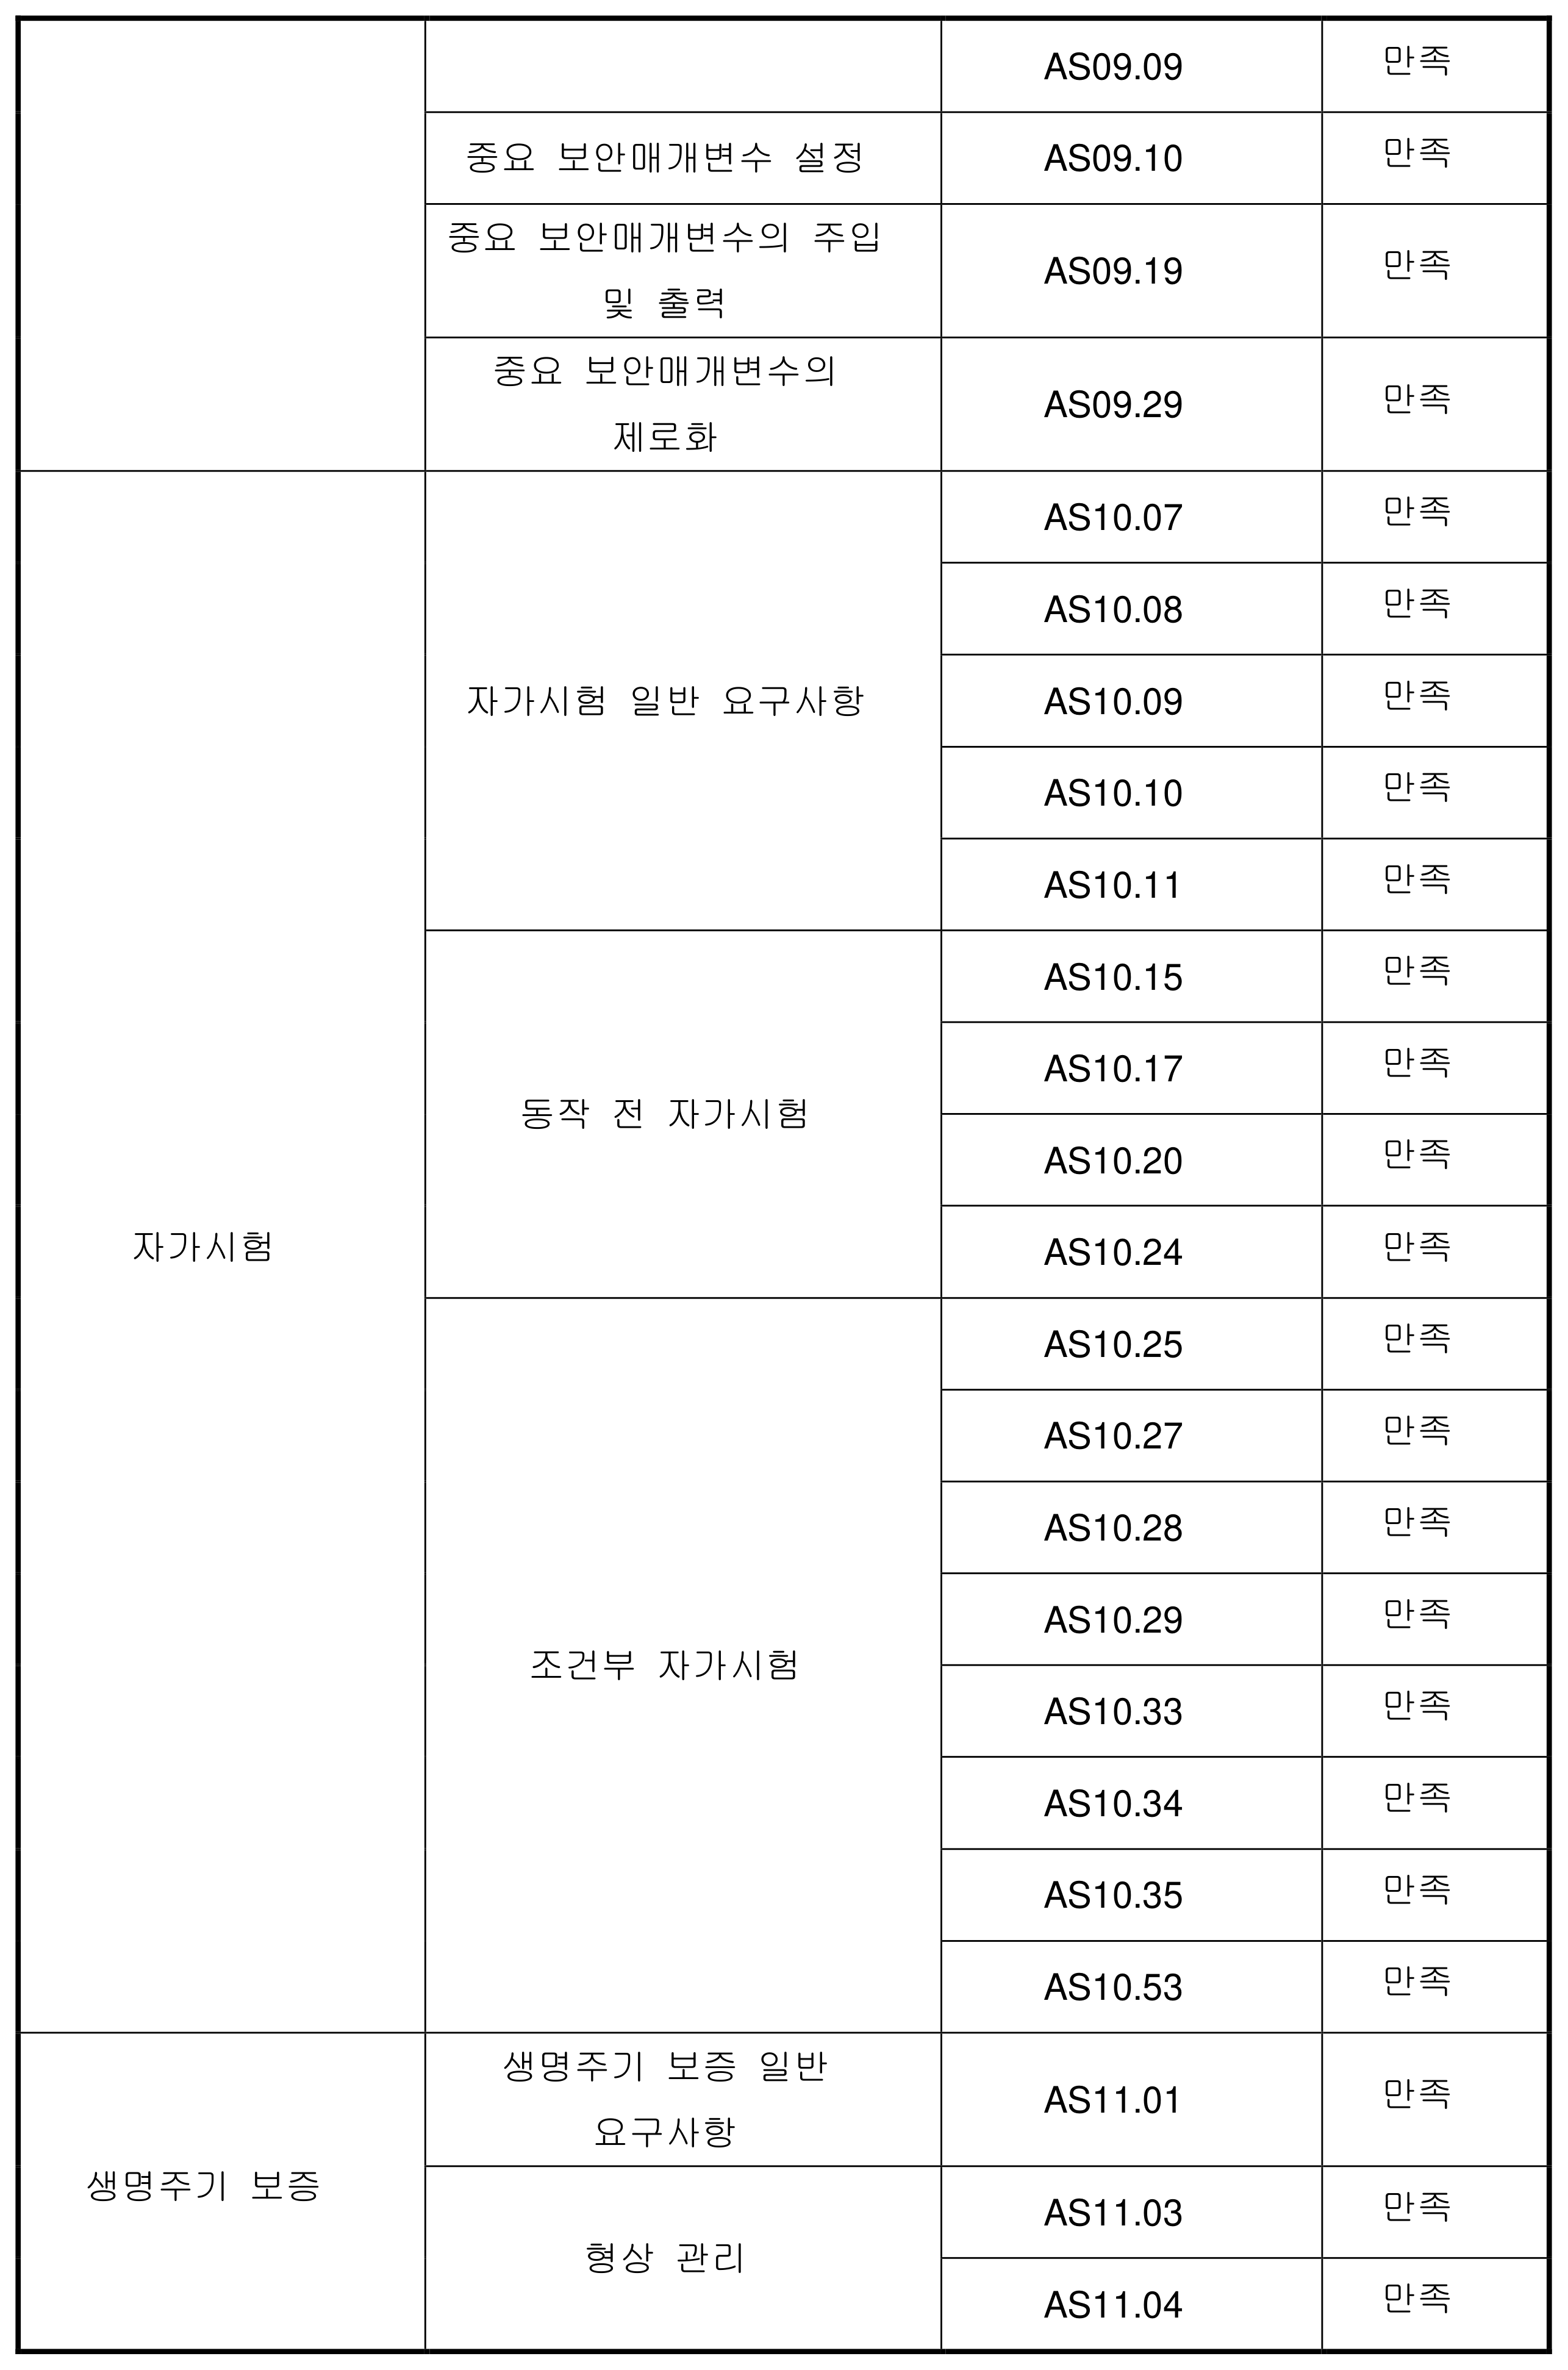 AS09.09 만족
중요 보안매개변수 설정 AS09.10 만족
중요 보안매개변수의 주입
및 출력
AS09.19 만족
중요 보안매개변수의
제로화
AS09.29 만족
자가시험
자가시험 일반 요구사항
AS10.07 만족
AS10.08 만족
AS10.09 만족
AS10.10 만족
AS10.11 만족
동작 전 자가시험
AS10.15 만족
AS10.17 만족
AS10.20 만족
AS10.24 만족
조건부 자가시험
AS10.25 만족
AS10.27 만족
AS10.28 만족
AS10.29 만족
AS10.33 만족
AS10.34 만족
AS10.35 만족
AS10.53 만족
생명주기 보증
생명주기 보증 일반
요구사항
AS11.01 만족
형상 관리
AS11.03 만족
AS11.04 만족